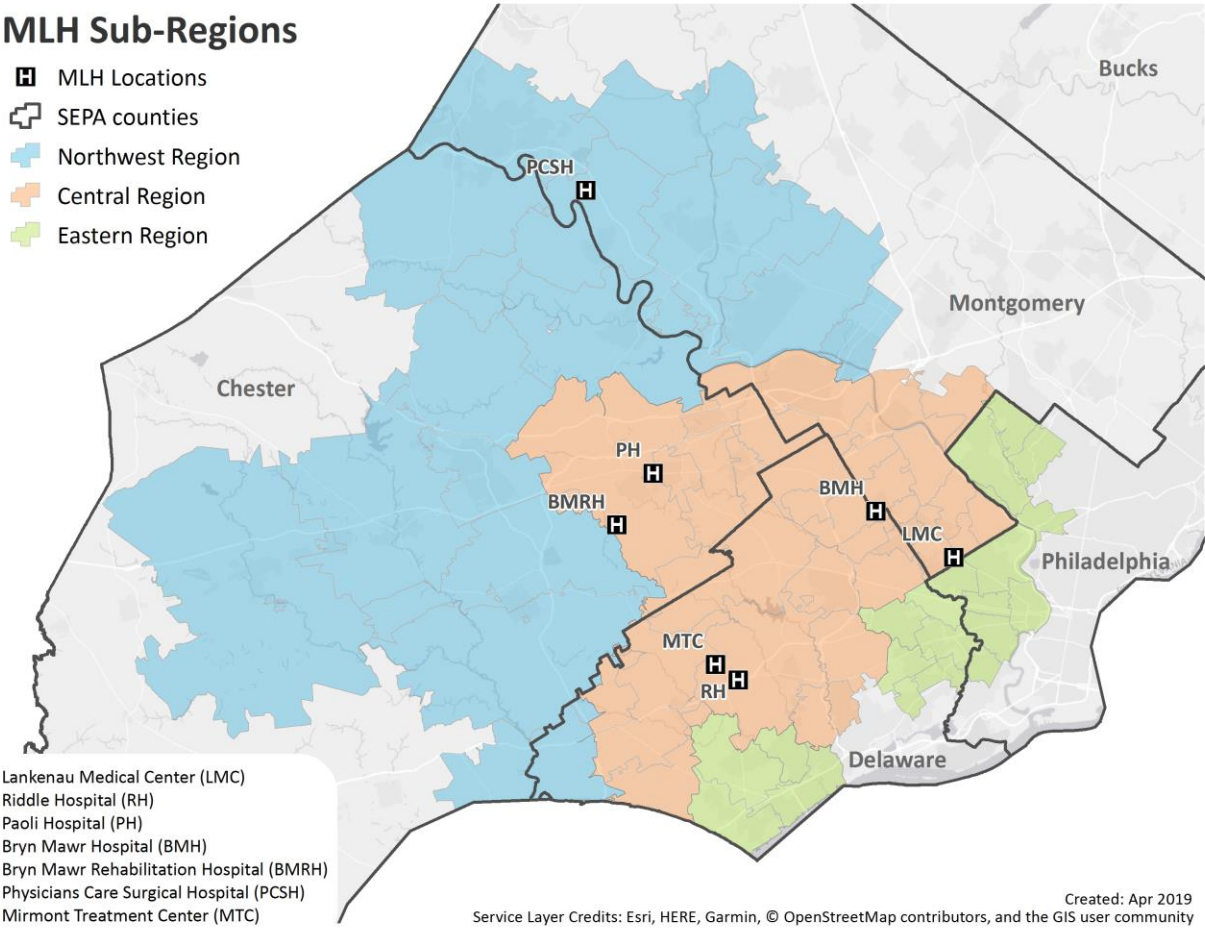 MLH Sub-Regions
H MLH Locations
SEPA counties
Northwest Region
Central Region
Eastern Region
Bucks
PCSH
H
Montgomery
Chester
PH
H
BMH
H
BMRH
H
LMC
H
Philadelphia
MTC
H
RH
H
Delaware
Lankenau Medical Center (LMC)
Riddle Hospital (RH)
Paoli Hospital (PH)
Bryn Mawr Hospital (BMH)
Bryn Mawr Rehabilitation Hospital (BMRH)
Physicians Care Surgical Hospital (PCSH)
Mirmont Treatment Center (MTC)
Created: Apr 2019
Service Layer Credits: Esri, HERE, Garmin, © OpenStreetMap contributors, and the GIS user community